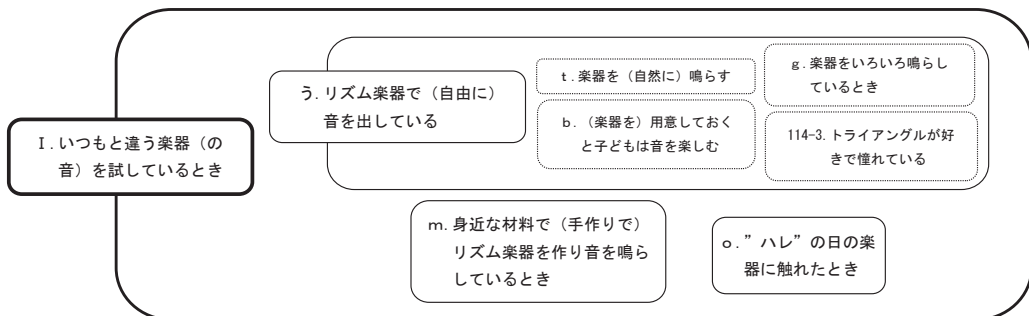 Ⅰ．いつもと違う楽器（の
音）を試しているとき
う．リズム楽器で（自由に）
音を出している
ｔ．楽器を（自然に）鳴らす
ｂ．（楽器を）用意しておく
と子どもは音を楽しむ
ｇ．楽器をいろいろ鳴らし
ているとき
114-3．トライアングルが好
きで憧れている
ｍ．身近な材料で（手作りで）
リズム楽器を作り音を鳴ら
しているとき
ｏ．”ハレ”の日の楽
器に触れたとき